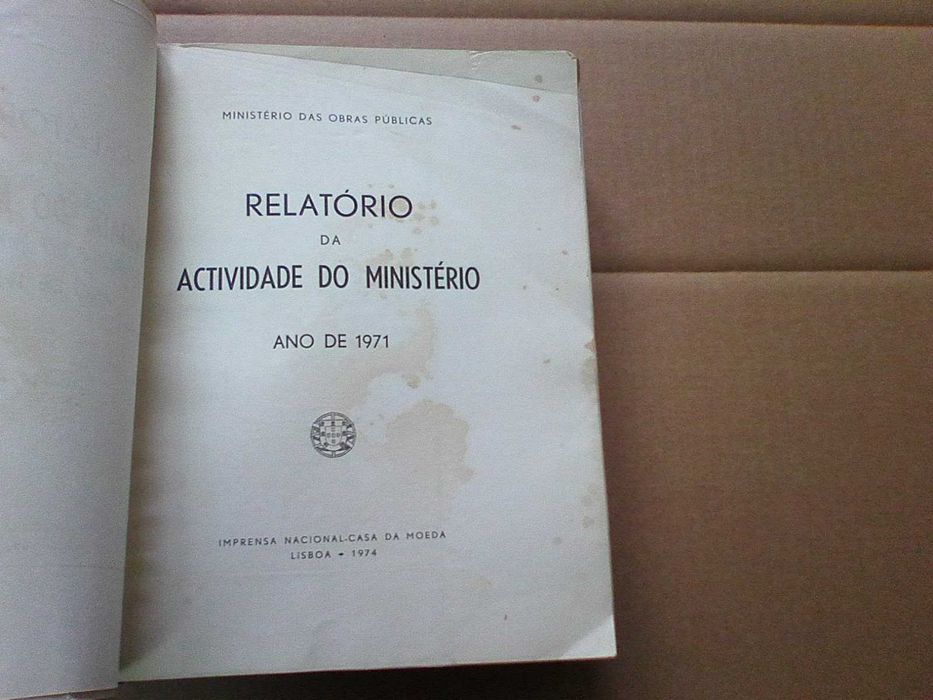 MINISTÉRIO DAS OBRAS PÚBLICAS
RELATÓRIO
DA
ACTIVIDADE DO MINISTÉRIO
ANO DE 1971
IMPRENSA NACIONAL-CASA DA MOEDA
LISBOA - 1974